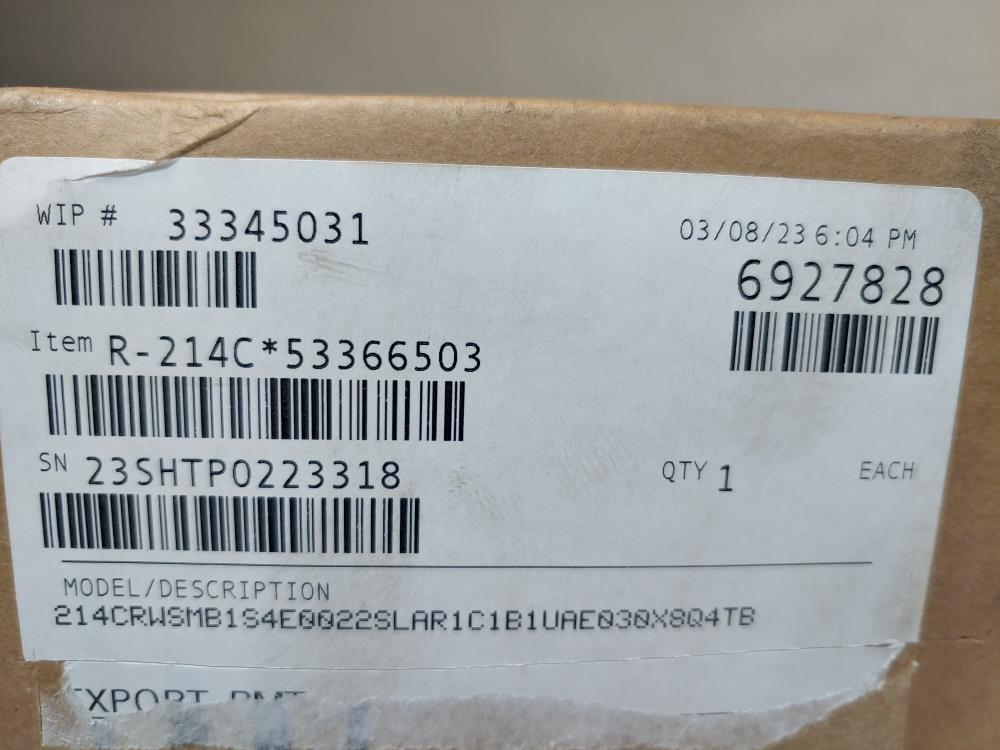 WIP # 33345031
03/08/23 6:04 PM
6927828
Item R-214C*53366503
SN 23SHTP0223318
QTY 1 EACH
MODEL/DESCRIPTION
214CRWSMB1S4E0022SLAR1C1B1UAE030X8Q4TB